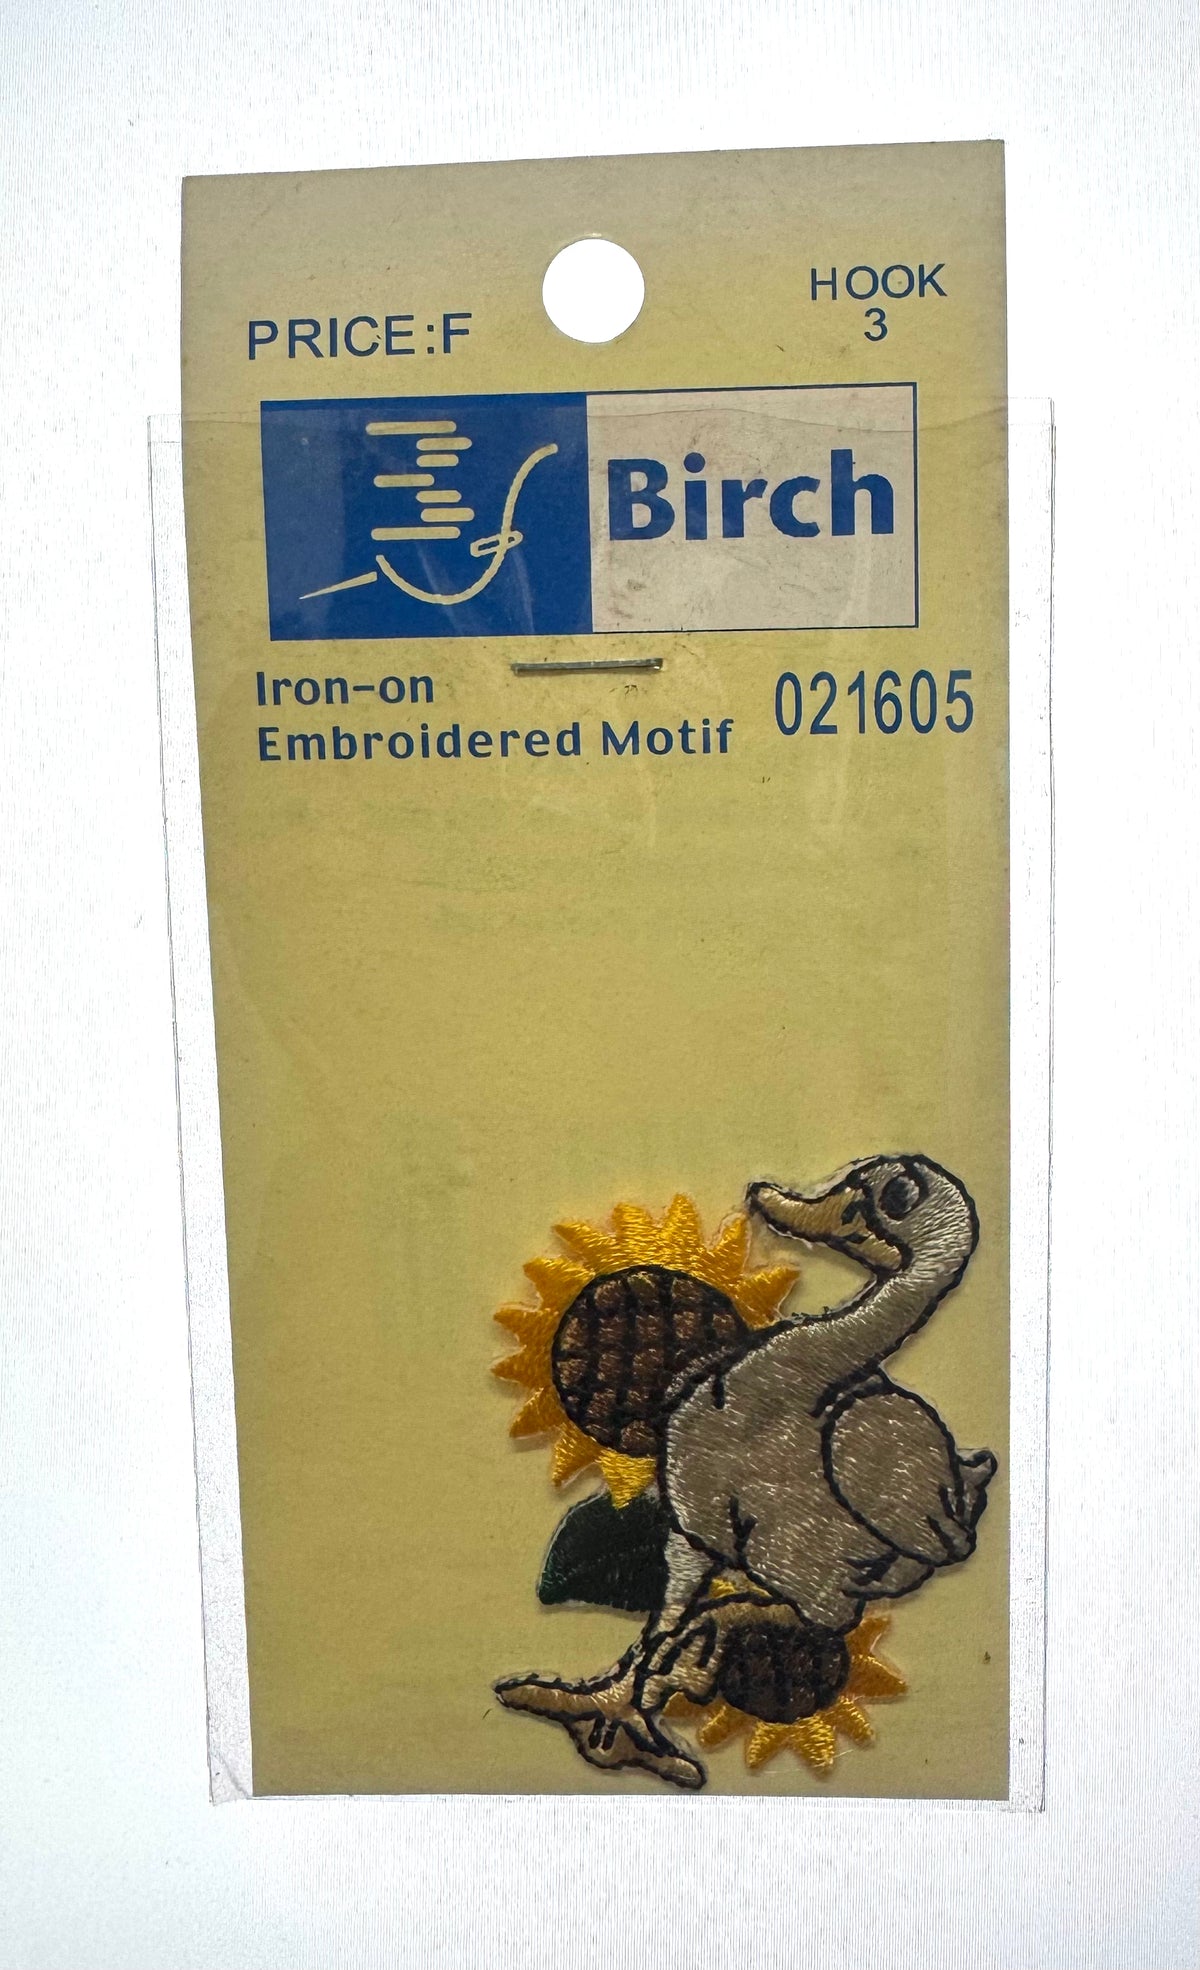 PRICE:F
HOOK
3
Birch
Iron-on
Embroidered Motif
021605